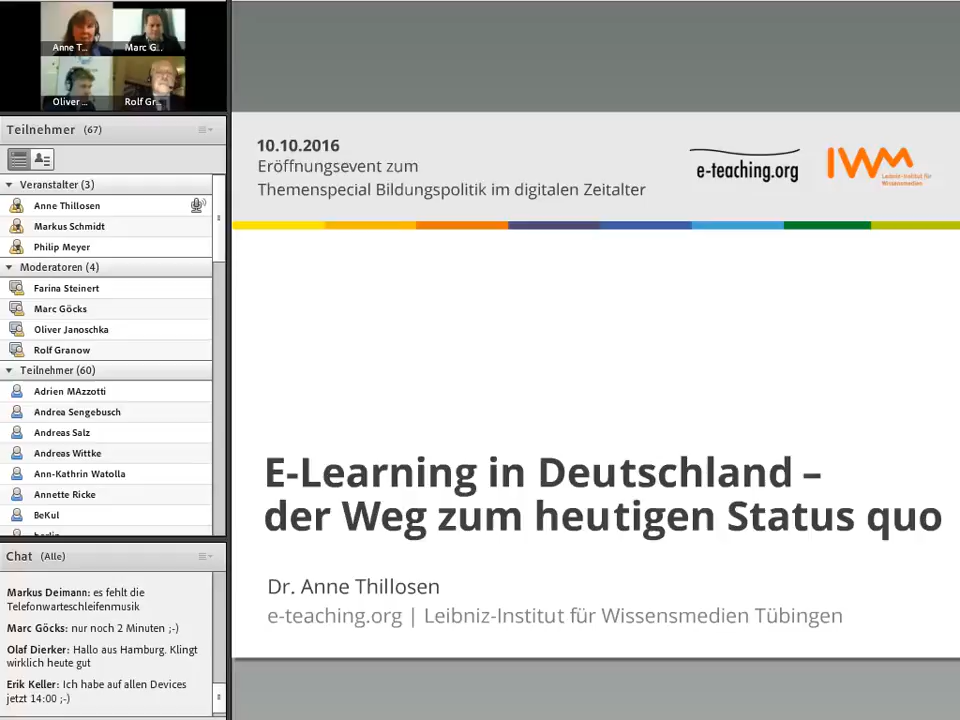 Anne T...
Marc G...
Oliver ...
Rolf Gr...
Teilnehmer (67)
Veranstalter (3)
Anne Thillosen
Markus Schmidt
Philip Meyer
Moderatoren (4)
Farina Steinert
Marc Göcks
Oliver Janoschka
Rolf Granow
Teilnehmer (60)
Adrien MAzzotti
Andrea Sengebusch
Andreas Salz
Andreas Wittke
Ann-Kathrin Watolla
Annette Ricke
BeKul
Chat (Alle)
Markus Deimann: es fehlt die
Telefonwarteschleifenmusik
Marc Göcks: nur noch 2 Minuten ;-)
Olaf Dierker: Hallo aus Hamburg. Klingt
wirklich heute gut
Erik Keller: Ich habe auf allen Devices
jetzt 14:00 ;-)
10.10.2016
Eröffnungsevent zum
Themenspecial Bildungspolitik im digitalen Zeitalter
e-teaching.org
IWM
Leibniz-Institut für
Wissensmedien
E-Learning in Deutschland –
der Weg zum heutigen Status quo
Dr. Anne Thillosen
e-teaching.org | Leibniz-Institut für Wissensmedien Tübingen